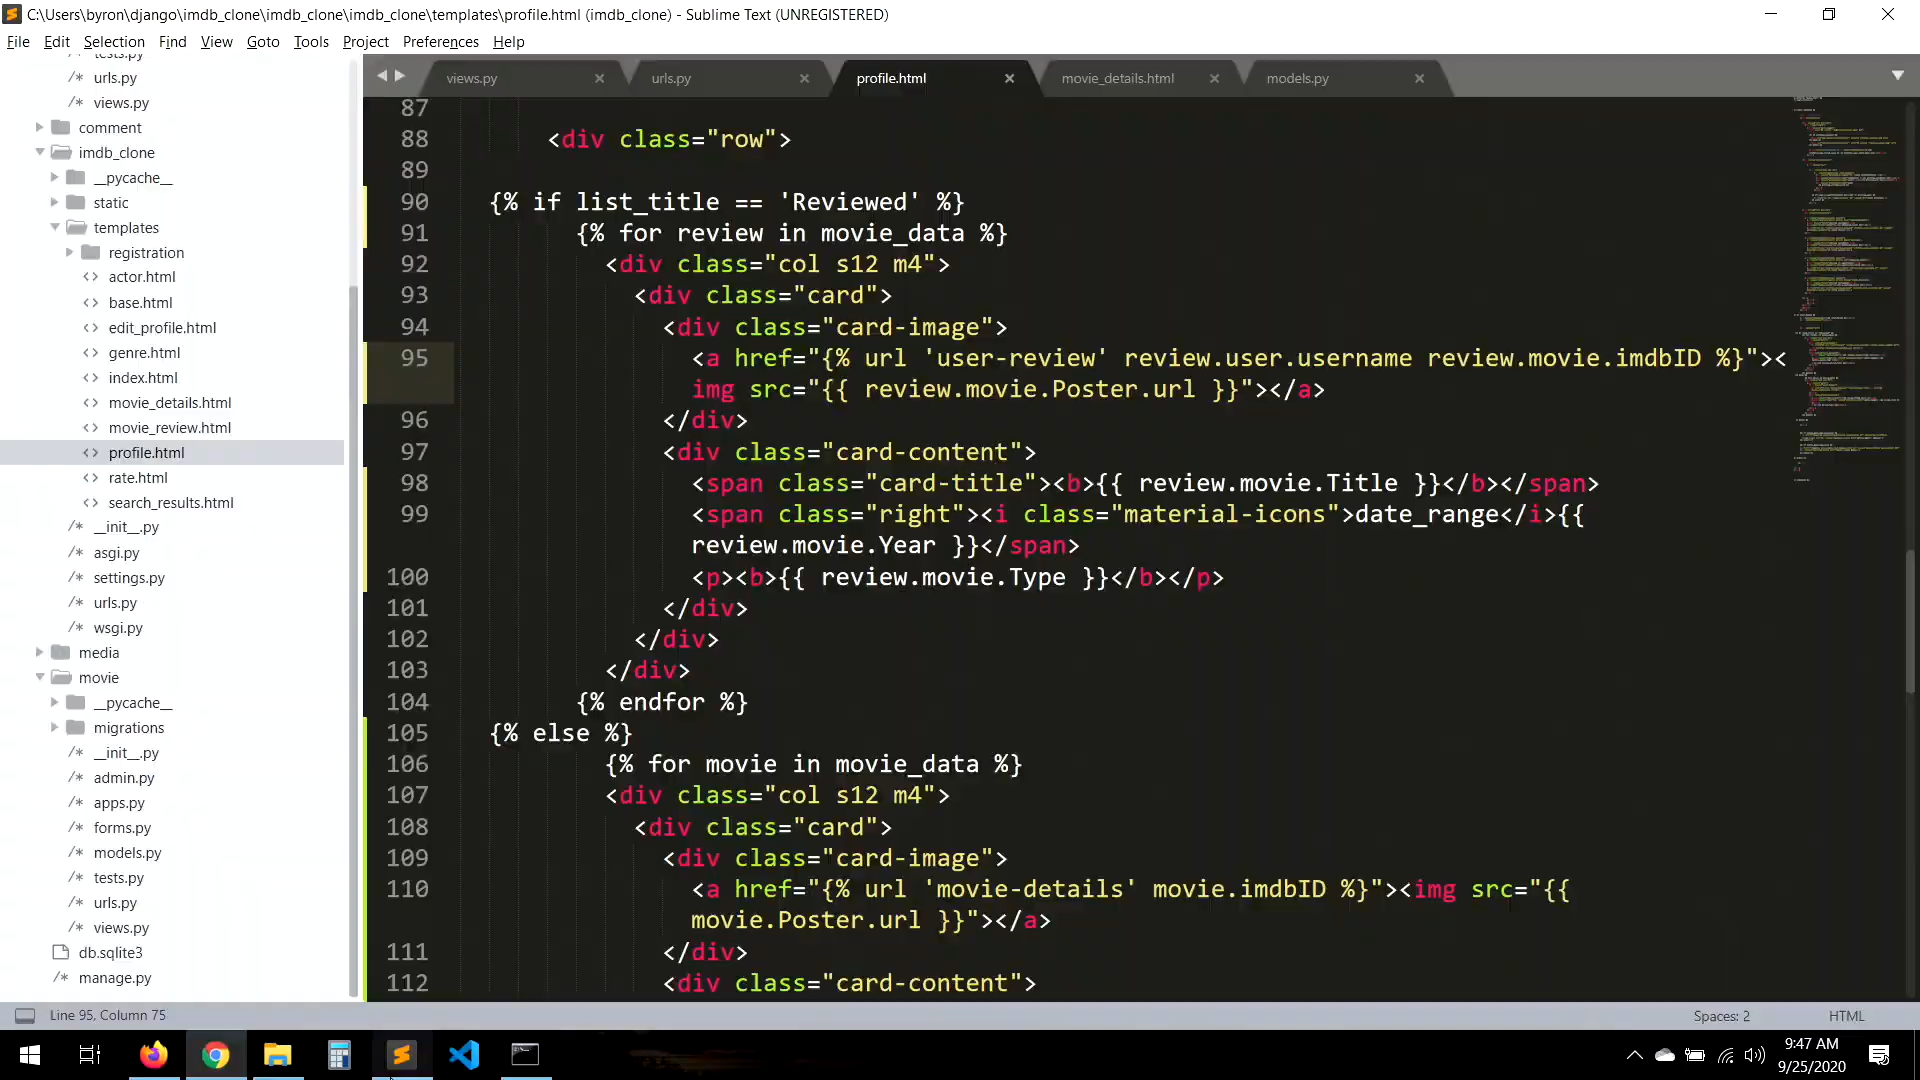 C:\Users\byron\django\imdb_clone\imdb_clone\imdb_clone\templates\profile.html (imdb_clone) - Sublime Text (UNREGISTERED)
File Edit Selection Find View Goto Tools Project Preferences Help
tests.py
urls.py
views.py
comment
imdb_clone
__pycache__
static
templates
registration
actor.html
base.html
edit_profile.html
genre.html
index.html
movie_details.html
movie_review.html
profile.html
rate.html
search_results.html
__init__.py
asgi.py
settings.py
urls.py
wsgi.py
media
movie
__pycache__
migrations
__init__.py
admin.py
apps.py
forms.py
models.py
tests.py
urls.py
views.py
db.sqlite3
manage.py
views.py urls.py profile.html movie_details.html models.py
87
88 <div class="row">
89
90 {% if list_title == 'Reviewed' %}
91 {% for review in movie_data %}
92 <div class="col s12 m4">
93 <div class="card">
94 <div class="card-image">
95 <a href="{% url 'user-review' review.user.username review.movie.imdbID %}"><
img src="{{ review.movie.Poster.url }}"></a>
96 </div>
97 <div class="card-content">
98 <span class="card-title"><b>{{ review.movie.Title }}</b></span>
99 <span class="right"><i class="material-icons">date_range</i>{{
review.movie.Year }}</span>
100 <p><b>{{ review.movie.Type }}</b></p>
101 </div>
102 </div>
103 </div>
104 {% endfor %}
105 {% else %}
106 {% for movie in movie_data %}
107 <div class="col s12 m4">
108 <div class="card">
109 <div class="card-image">
110 <a href="{% url 'movie-details' movie.imdbID %}"><img src="{{
movie.Poster.url }}"></a>
111 </div>
112 <div class="card-content">
Line 95, Column 75 Spaces: 2 HTML
9:47 AM
9/25/2020